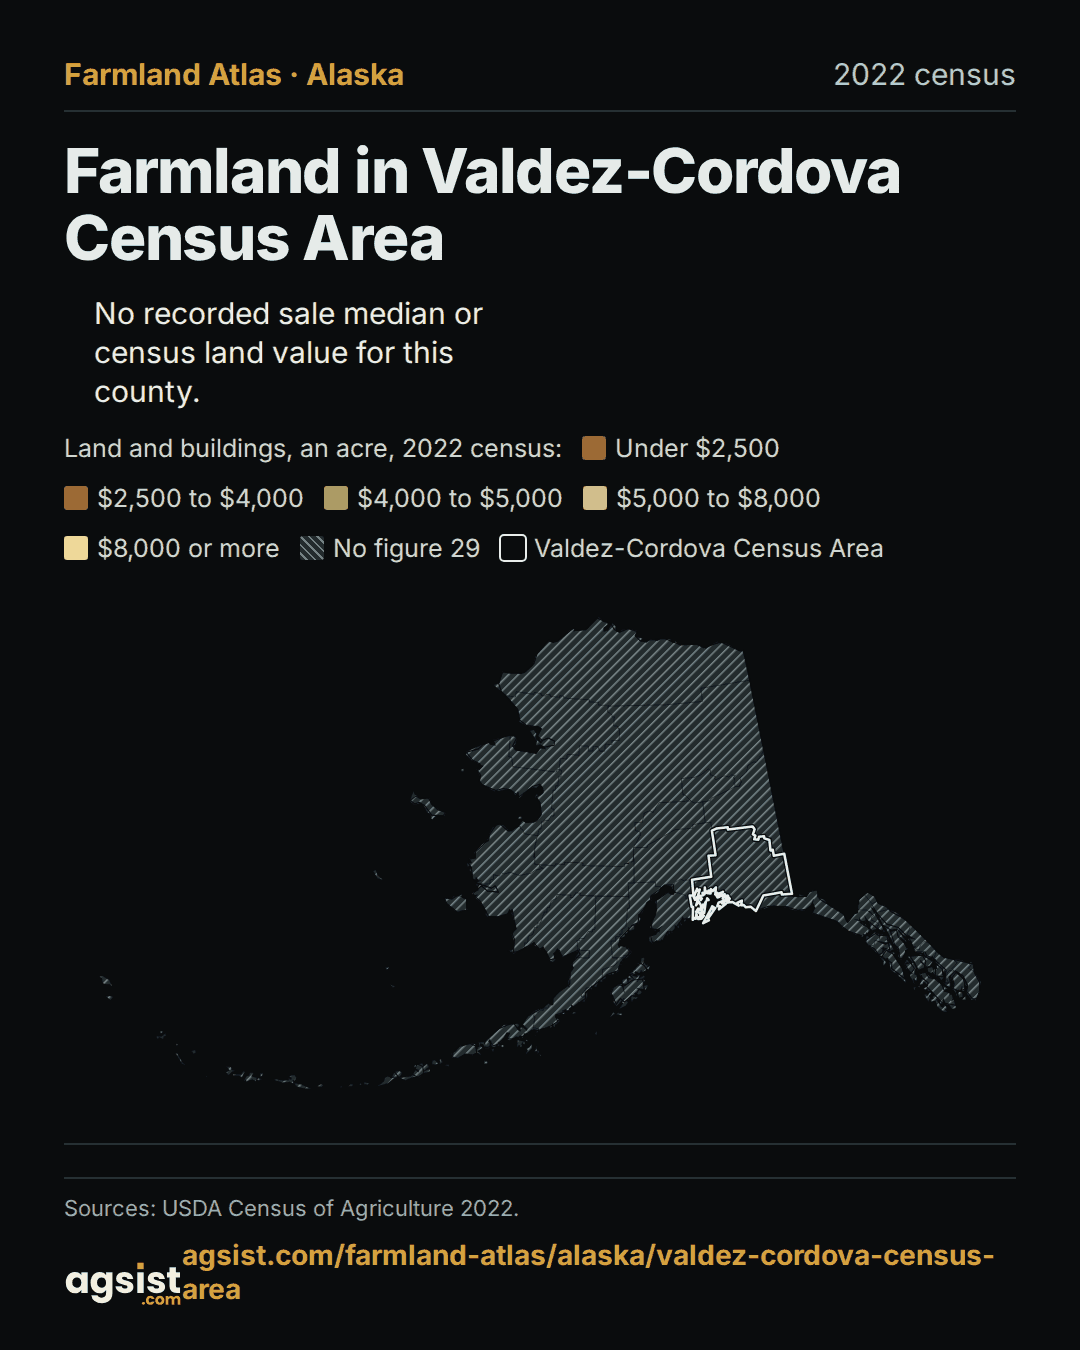 Farmland Atlas · Alaska
2022 census
Farmland in Valdez-Cordova
Census Area
No recorded sale median or
census land value for this
county.
Land and buildings, an acre, 2022 census: Under $2,500
$2,500 to $4,000 $4,000 to $5,000 $5,000 to $8,000
$8,000 or more No figure 29 Valdez-Cordova Census Area
Sources: USDA Census of Agriculture 2022.
agsist.com/farmland-atlas/alaska/valdez-cordova-census-
area
agsist
.com